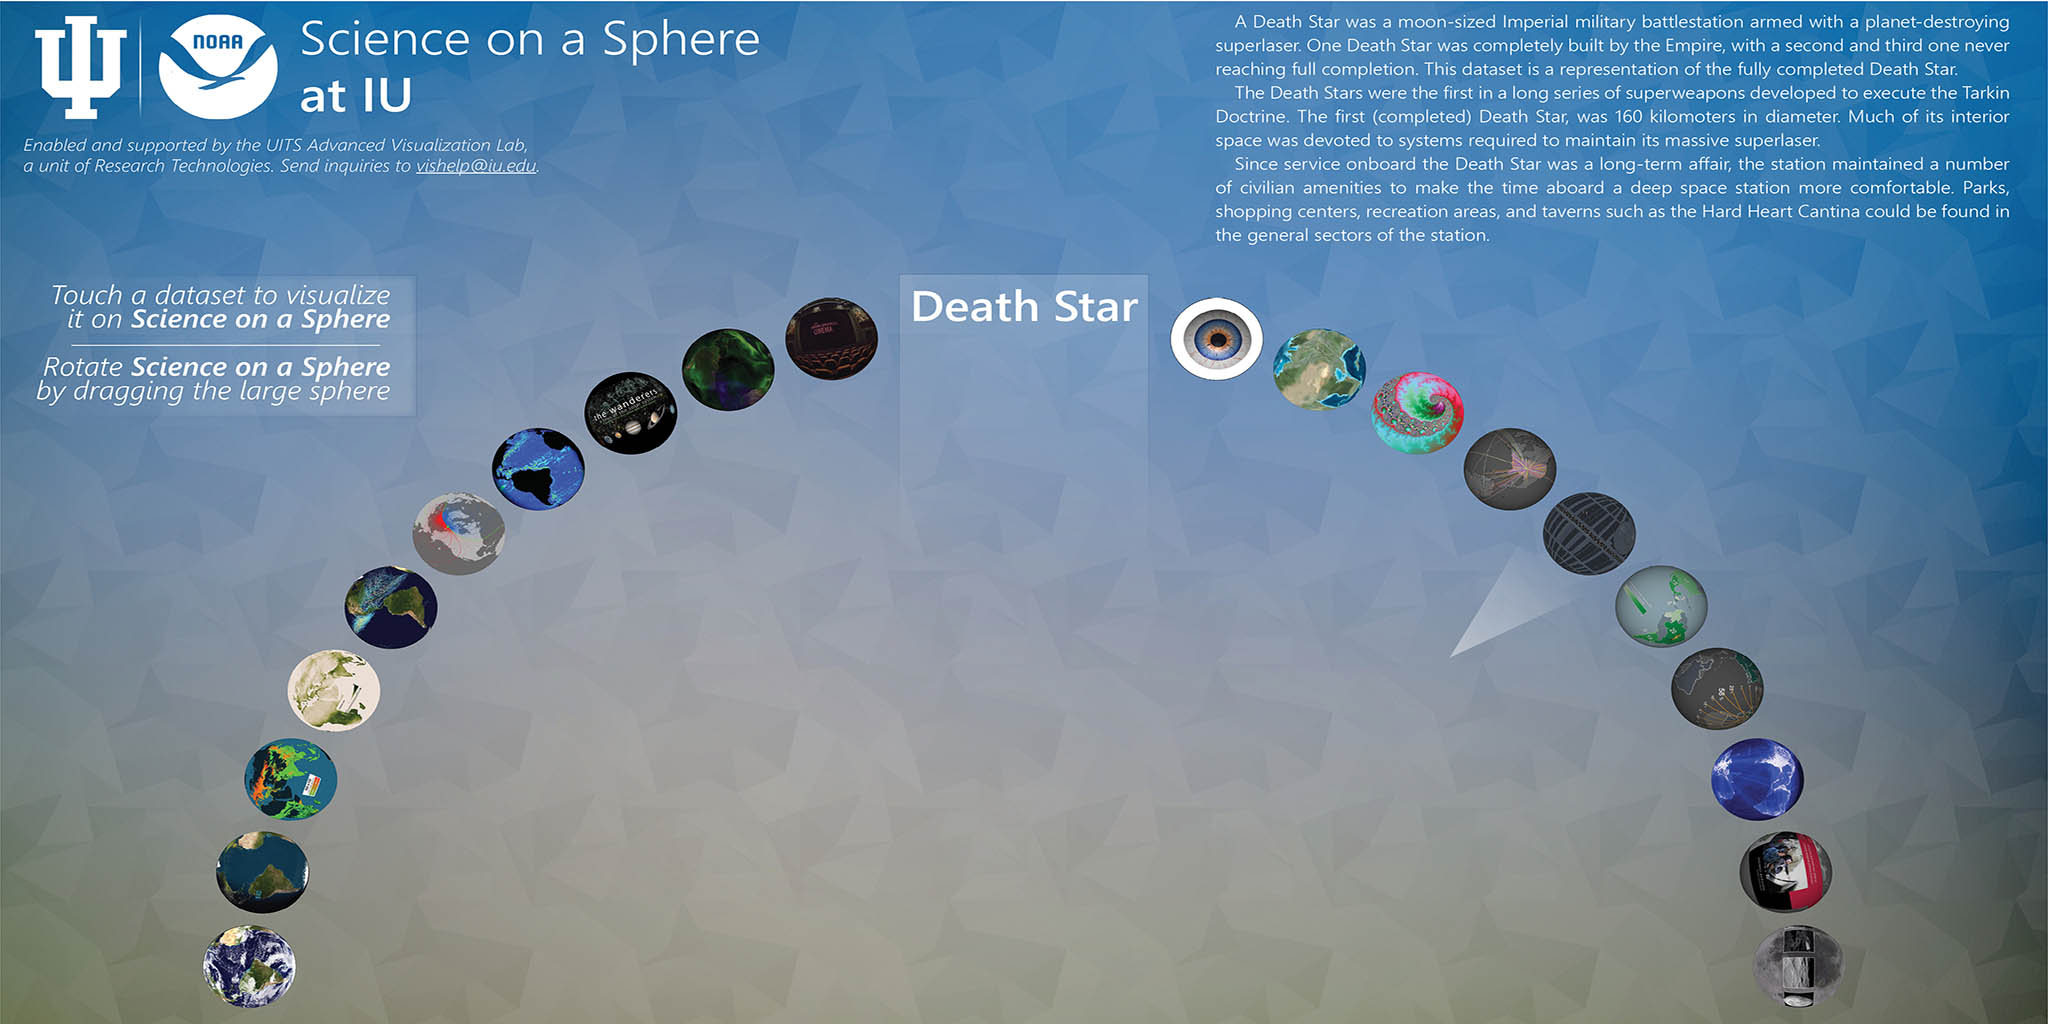 NOAA
Science on a Sphere
at IU
Enabled and supported by the UITS Advanced Visualization Lab,
a unit of Research Technologies. Send inquiries to vishelp@iu.edu.
A Death Star was a moon-sized Imperial military battlestation armed with a planet-destroying
superlaser. One Death Star was completely built by the Empire, with a second and third one never
reaching full completion. This dataset is a representation of the fully completed Death Star.
The Death Stars were the first in a long series of superweapons developed to execute the Tarkin
Doctrine. The first (completed) Death Star, was 160 kilomoters in diameter. Much of its interior
space was devoted to systems required to maintain its massive superlaser.
Since service onboard the Death Star was a long-term affair, the station maintained a number
of civilian amenities to make the time aboard a deep space station more comfortable. Parks,
shopping centers, recreation areas, and taverns such as the Hard Heart Cantina could be found in
the general sectors of the station.
Touch a dataset to visualize
it on Science on a Sphere
Rotate Science on a Sphere
by dragging the large sphere
Death Star
CINEMA
the wanderers